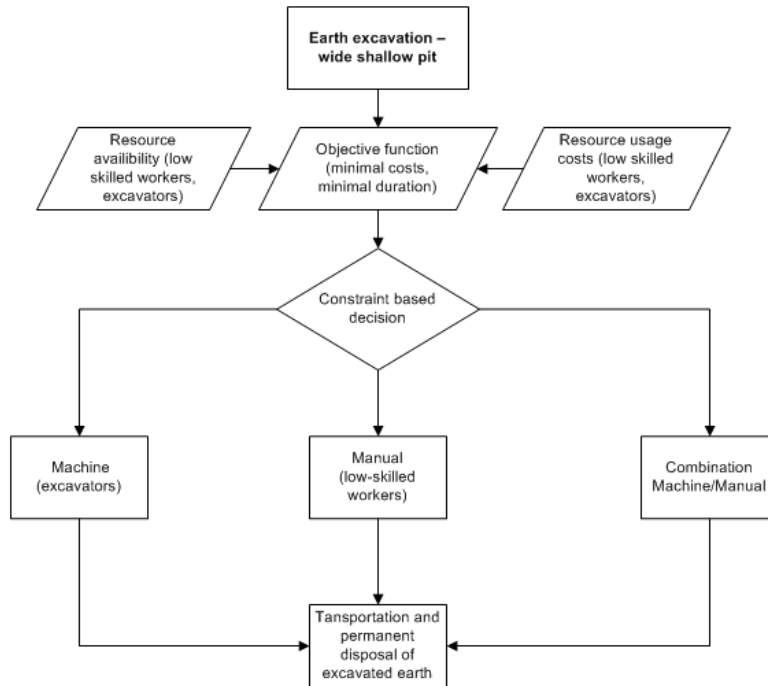 Earth excavation –
wide shallow pit
Resource
availibility (low
skilled workers,
excavators)
Objective function
(minimal costs,
minimal duration)
Resource usage
costs (low skilled
workers,
excavators)
Constraint based
decision
Machine
(excavators)
Manual
(low-skilled
workers)
Combination
Machine/Manual
Tansportation and
permanent
disposal of
excavated earth